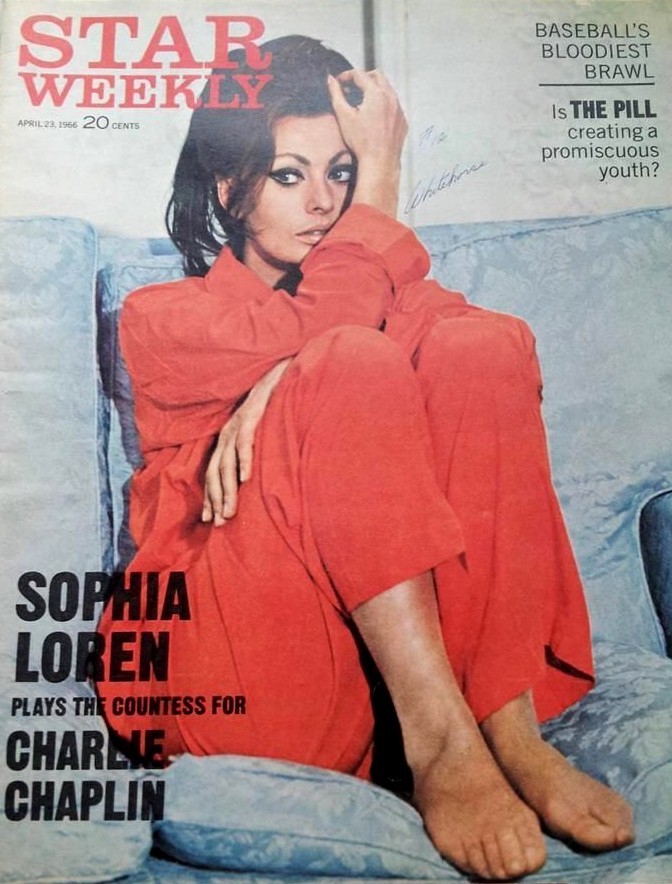 STAR
WEEKLY
APRIL 23, 1966 20 CENTS
BASEBALL'S
BLOODIEST
BRAWL
Is THE PILL
creating a
promiscuous
youth?
Whitehorse
SOPHIA
LOREN
PLAYS THE COUNTESS FOR
CHARLIE
CHAPLIN